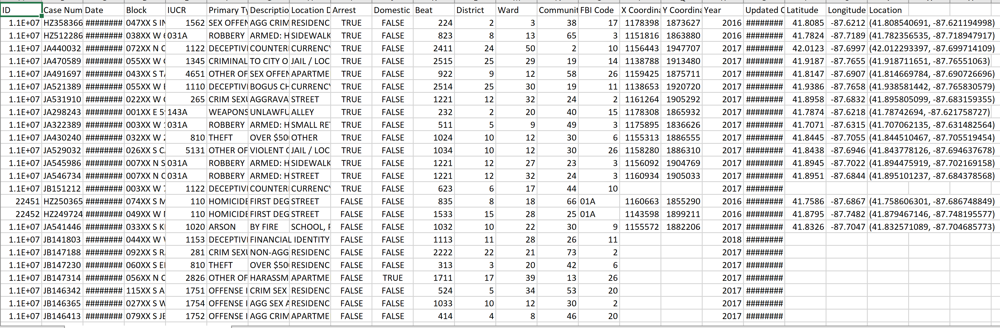 ID Case Num Date Block IUCR Primary Ty Descriptio Location D Arrest Domestic Beat District Ward Communit FBI Code X Coordina Y Coordina Year Updated O Latitude Longitude Location
1.1E+07 HZ358366 ######## 047XX S IN 1562 SEX OFFEN AGG CRIM RESIDENC TRUE FALSE 224 2 3 38 17 1178398 1873627 2016 ######## 41.8085 -87.6212 (41.808540691, -87.621194998)
1.1E+07 HZ512286 ######## 038XX W 6 031A ROBBERY ARMED: H SIDEWALK TRUE FALSE 823 8 13 65 3 1151816 1863880 2016 ######## 41.7824 -87.7189 (41.782356535, -87.718947917)
1.1E+07 JA440032 ######## 072XX N C 1122 DECEPTIVI COUNTERI CURRENCY TRUE FALSE 2411 24 50 2 10 1156443 1947707 2017 ######## 42.0123 -87.6997 (42.012293397, -87.699714109)
1.1E+07 JA470589 ######## 055XX W G 1345 CRIMINAL TO CITY O JAIL / LOC TRUE FALSE 2515 25 29 19 14 1138788 1913480 2017 ######## 41.9187 -87.7655 (41.918711651, -87.76551063)
1.1E+07 JA491697 ######## 043XX S TA 4651 OTHER OF SEX OFFEN APARTME TRUE FALSE 922 9 12 58 26 1159425 1875711 2017 ######## 41.8147 -87.6907 (41.814669784, -87.690726696)
1.1E+07 JA521389 ######## 055XX W B 1110 DECEPTIVI BOGUS CH CURRENCY TRUE FALSE 2514 25 30 19 11 1138653 1920720 2017 ######## 41.9386 -87.7658 (41.938581442, -87.765830579)
1.1E+07 JA531910 ######## 022XX W C 265 CRIM SEXU AGGRAVA STREET TRUE FALSE 1221 12 32 24 2 1161264 1905292 2017 ######## 41.8958 -87.6832 (41.895805099, -87.683159355)
1.1E+07 JA298243 ######## 001XX E 59 143A WEAPONS UNLAWFU ALLEY TRUE FALSE 232 2 20 40 15 1178308 1865932 2017 ######## 41.7874 -87.6218 (41.78742694, -87.621758727)
1.1E+07 JA322389 ######## 003XX W 1 031A ROBBERY ARMED: H SMALL RET TRUE FALSE 511 5 9 49 3 1175895 1836626 2017 ######## 41.7071 -87.6315 (41.707062135, -87.631482564)
1.1E+07 JA430240 ######## 032XX W 2 810 THEFT OVER $500 OTHER TRUE FALSE 1024 10 12 30 6 1155313 1886555 2017 ######## 41.8445 -87.7055 (41.844510467, -87.705519454)
1.1E+07 JA529032 ######## 026XX S CA 5131 OTHER OF VIOLENT O JAIL / LOC TRUE FALSE 1034 10 12 30 26 1158280 1886310 2017 ######## 41.8438 -87.6946 (41.843778126, -87.694637678)
1.1E+07 JA545986 ######## 007XX N S 031A ROBBERY ARMED: H SIDEWALK TRUE FALSE 1221 12 27 23 3 1156092 1904769 2017 ######## 41.8945 -87.7022 (41.894475919, -87.702169158)
1.1E+07 JA546734 ######## 007XX N O 031A ROBBERY ARMED: H STREET TRUE FALSE 1221 12 32 24 3 1160934 1905033 2017 ######## 41.8951 -87.6844 (41.895101237, -87.684378568)
1.1E+07 JB151212 ######## 003XX W 7 1122 DECEPTIVI COUNTERI CURRENCY TRUE FALSE 623 6 17 44 10 2017 ########
22451 HZ250365 ######## 074XX S M 110 HOMICIDE FIRST DEG STREET FALSE FALSE 835 8 18 66 01A 1160663 1855290 2016 ######## 41.7586 -87.6867 (41.758606301, -87.686748849)
22452 HZ249724 ######## 049XX W M 110 HOMICIDE FIRST DEG STREET FALSE FALSE 1533 15 28 25 01A 1143598 1899211 2016 ######## 41.8795 -87.7482 (41.879467146, -87.748195577)
1.1E+07 JA541446 ######## 033XX S KI 1020 ARSON BY FIRE SCHOOL, P FALSE FALSE 1032 10 22 30 9 1155572 1882206 2017 ######## 41.8326 -87.7047 (41.832571089, -87.704685773)
1.1E+07 JB141803 ######## 044XX W W 1153 DECEPTIVI FINANCIAL IDENTITY FALSE FALSE 1113 11 28 26 11 2018 ########
1.1E+07 JB147188 ######## 092XX S RA 281 CRIM SEXU NON-AGG RESIDENC FALSE FALSE 2222 22 21 73 2 2017 ########
1.1E+07 JB147230 ######## 060XX S EB 810 THEFT OVER $500 RESIDENC FALSE FALSE 313 3 20 42 6 2017 ########
1.1E+07 JB147314 ######## 056XX N C 2826 OTHER OF HARASSM APARTME FALSE TRUE 1711 17 39 13 26 2017 ########
1.1E+07 JB146342 ######## 115XX S A 1751 OFFENSE I CRIM SEX RESIDENC FALSE FALSE 524 5 34 53 20 2017 ########
1.1E+07 JB146365 ######## 027XX S W 1754 OFFENSE I AGG SEX A RESIDENC FALSE FALSE 1033 10 12 30 2 2017 ########
1.1E+07 JB146413 ######## 079XX S JE 1752 OFFENSE I AGG CRIM APARTME FALSE FALSE 414 4 8 46 20 2017 ########